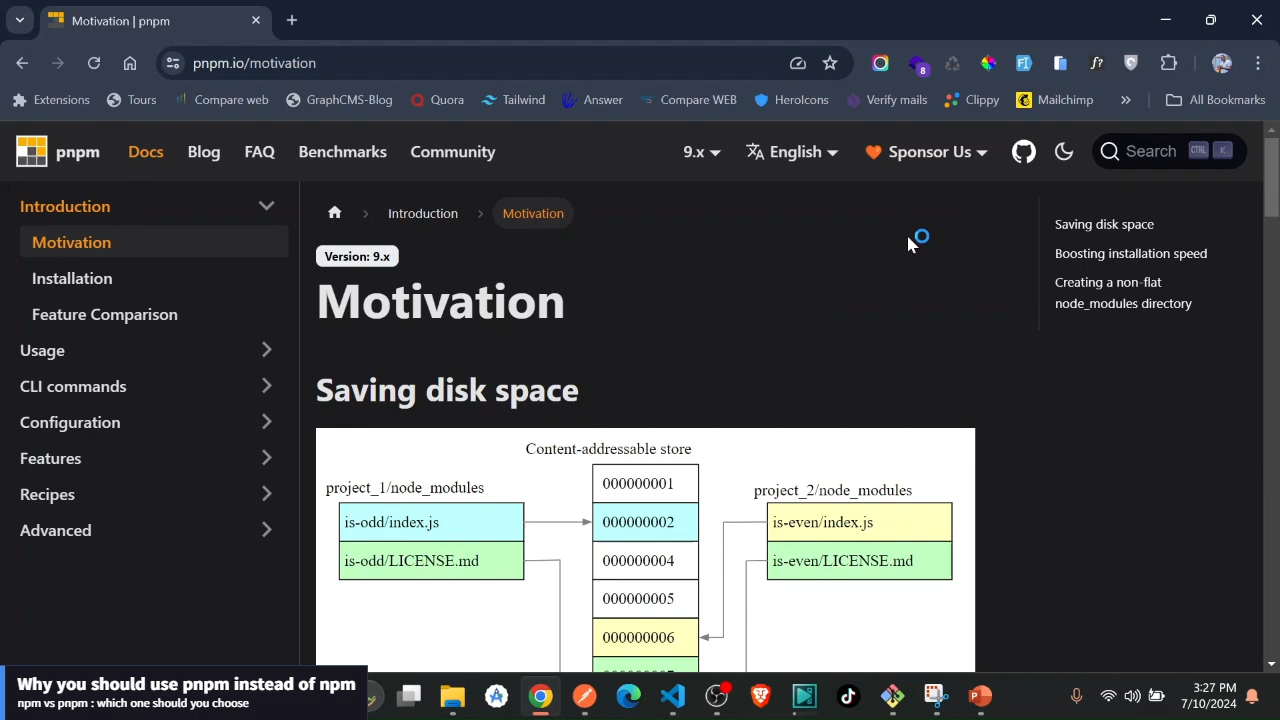 Motivation | pnpm
pnpm.io/motivation
8
Extensions
Tours
Compare web
GraphCMS-Blog
Quora
Tailwind
Answer
Compare WEB
HeroIcons
Verify mails
Clippy
Mailchimp
All Bookmarks
pnpm
Docs
Blog
FAQ
Benchmarks
Community
9.x
English
Sponsor Us
Search
CTRL
K
Introduction
Motivation
Installation
Feature Comparison
Usage
CLI commands
Configuration
Features
Recipes
Advanced
Introduction
Motivation
Version: 9.x
Motivation
Saving disk space
Content-addressable store
project_1/node_modules
is-odd/index.js
is-odd/LICENSE.md
000000001
000000002
000000004
000000005
000000006
project_2/node_modules
is-even/index.js
is-even/LICENSE.md
Saving disk space
Boosting installation speed
Creating a non-flat
node_modules directory
Why you should use pnpm instead of npm
npm vs pnpm : which one should you choose
3:27 PM
7/10/2024